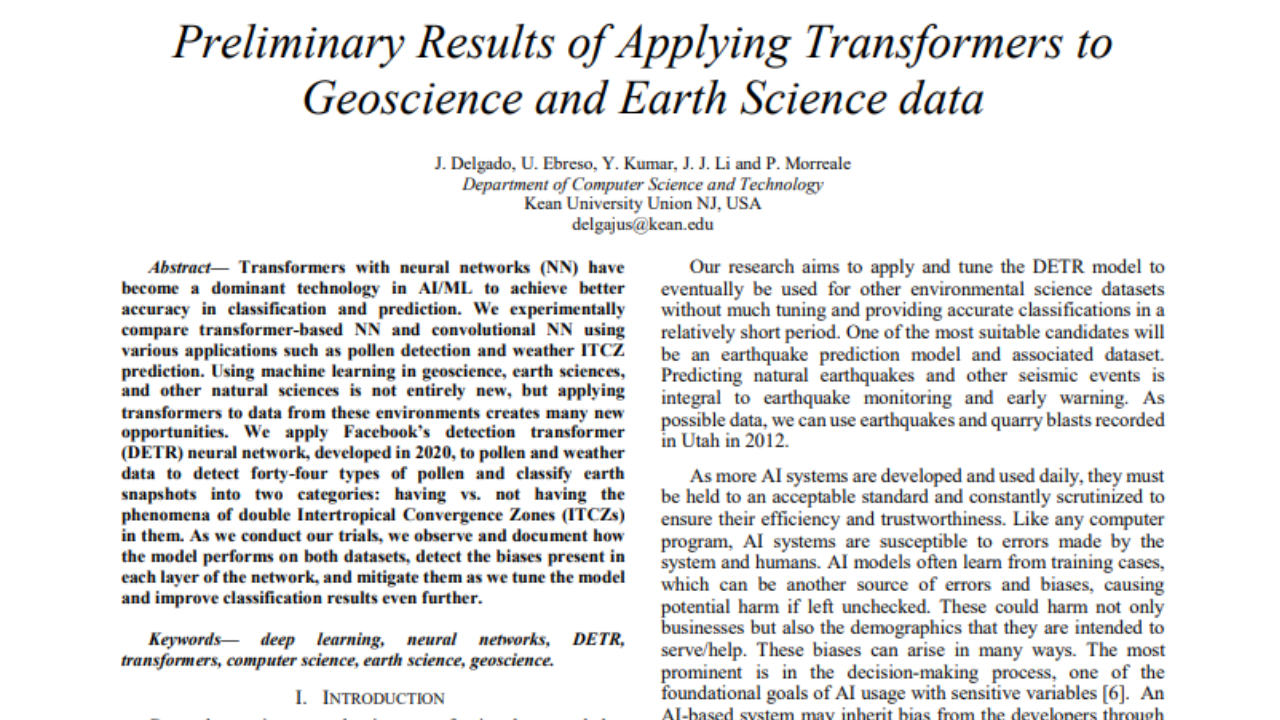 Preliminary Results of Applying Transformers to
Geoscience and Earth Science data
J. Delgado, U. Ebreso, Y. Kumar, J. J. Li and P. Morreale
Department of Computer Science and Technology
Kean University Union NJ, USA
delgajus@kean.edu
Abstract— Transformers with neural networks (NN) have
become a dominant technology in AI/ML to achieve better
accuracy in classification and prediction. We experimentally
compare transformer-based NN and convolutional NN using
various applications such as pollen detection and weather ITCZ
prediction. Using machine learning in geoscience, earth sciences,
and other natural sciences is not entirely new, but applying
transformers to data from these environments creates many new
opportunities. We apply Facebook's detection transformer
(DETR) neural network, developed in 2020, to pollen and weather
data to detect forty-four types of pollen and classify earth
snapshots into two categories: having vs. not having the
phenomena of double Intertropical Convergence Zones (ITCZs)
in them. As we conduct our trials, we observe and document how
the model performs on both datasets, detect the biases present in
each layer of the network, and mitigate them as we tune the model
and improve classification results even further.
Keywords— deep learning, neural networks, DETR,
transformers, computer science, earth science, geoscience.
I. INTRODUCTION
Our research aims to apply and tune the DETR model to
eventually be used for other environmental science datasets
without much tuning and providing accurate classifications in a
relatively short period. One of the most suitable candidates will
be an earthquake prediction model and associated dataset.
Predicting natural earthquakes and other seismic events is
integral to earthquake monitoring and early warning. As
possible data, we can use earthquakes and quarry blasts recorded
in Utah in 2012.
As more AI systems are developed and used daily, they must
be held to an acceptable standard and constantly scrutinized to
ensure their efficiency and trustworthiness. Like any computer
program, AI systems are susceptible to errors made by the
system and humans. AI models often learn from training cases,
which can be another source of errors and biases, causing
potential harm if left unchecked. These could harm not only
businesses but also the demographics that they are intended to
serve/help. These biases can arise in many ways. The most
prominent is in the decision-making process, one of the
foundational goals of AI usage with sensitive variables [6]. An
AI-based system may inherit bias from the developers through